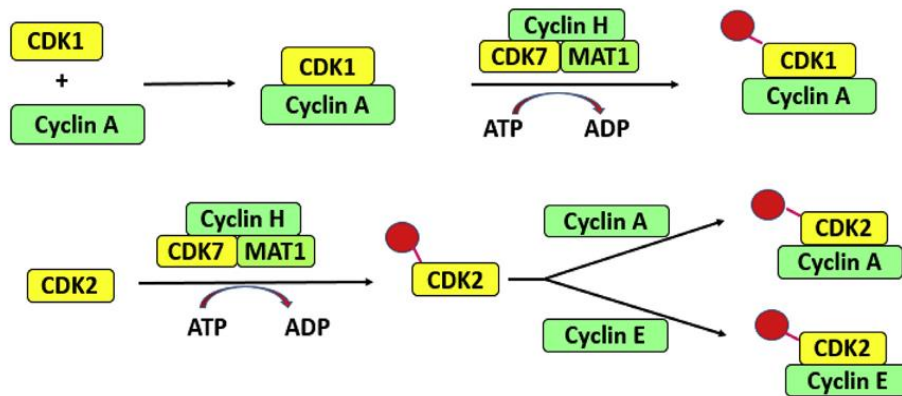 CDK1
+
Cyclin A
CDK1
Cyclin A
Cyclin H
CDK7 MAT1
ATP ADP
CDK1
Cyclin A
CDK2
Cyclin H
CDK7 MAT1
ATP ADP
CDK2
Cyclin A
Cyclin E
CDK2
Cyclin A
CDK2
Cyclin E